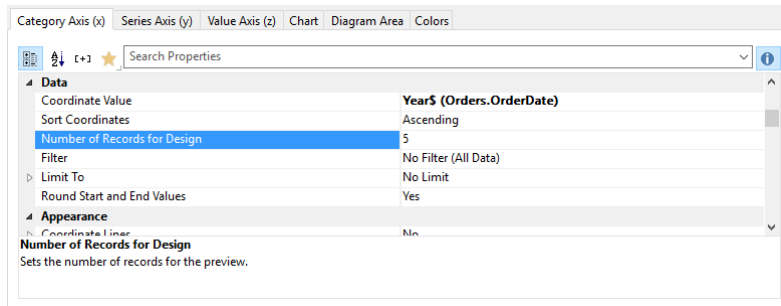 Category Axis (x) Series Axis (y) Value Axis (z) Chart Diagram Area Colors
Search Properties
Data
Coordinate Value Year$ (Orders.OrderDate)
Sort Coordinates Ascending
Number of Records for Design 5
Filter No Filter (All Data)
Limit To No Limit
Round Start and End Values Yes
Appearance
Coordinate Lines No
Number of Records for Design
Sets the number of records for the preview.